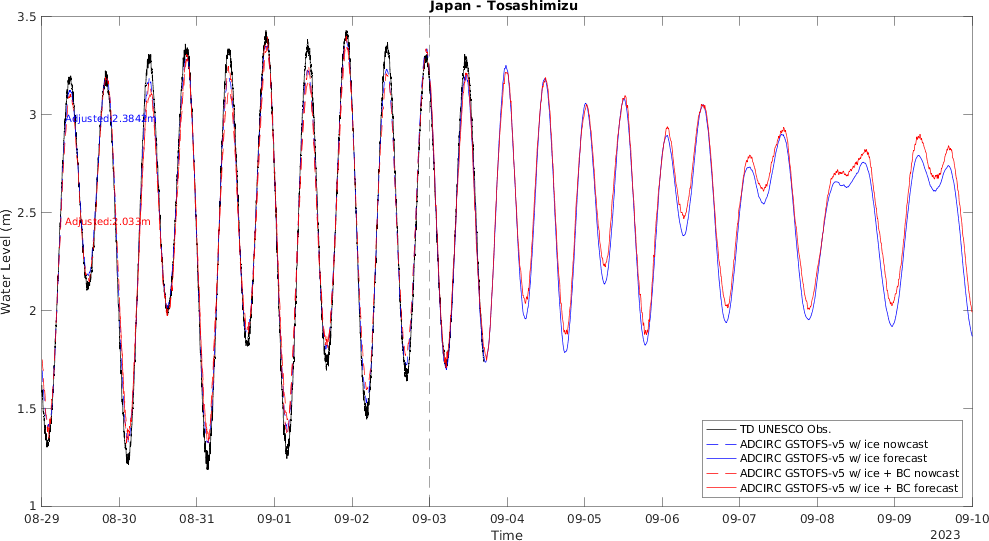 Japan - Tosashimizu
3.5
3
2.5
2
1.5
1
Water Level (m)
Adjusted:2.3842m
Adjusted:2.033m
TD UNESCO Obs.
ADCIRC GSTOFS-v5 w/ ice nowcast
ADCIRC GSTOFS-v5 w/ ice forecast
ADCIRC GSTOFS-v5 w/ ice + BC nowcast
ADCIRC GSTOFS-v5 w/ ice + BC forecast
08-29 08-30 08-31 09-01 09-02 09-03 09-04 09-05 09-06 09-07 09-08 09-09 09-10
Time
2023